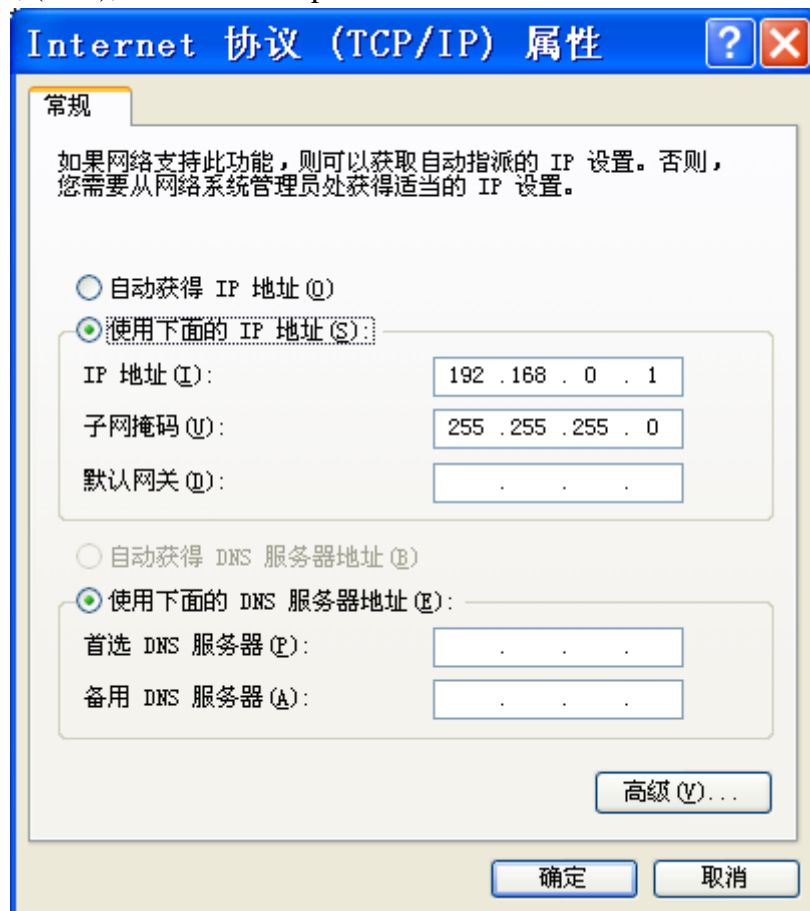 Internet 协议 (TCP/IP) 属性
常规
如果网络支持此功能，则可以获取自动指派的 IP 设置。否则，
您需要从网络系统管理员处获得适当的 IP 设置。
自动获得 IP 地址(O)
使用下面的 IP 地址(S):
IP 地址(I): 192 .168 . 0 . 1
子网掩码(U): 255 .255 .255 . 0
默认网关(D): . . .
自动获得 DNS 服务器地址(B)
使用下面的 DNS 服务器地址(E):
首选 DNS 服务器(P): . . .
备用 DNS 服务器(A): . . .
高级(V)...
确定 取消